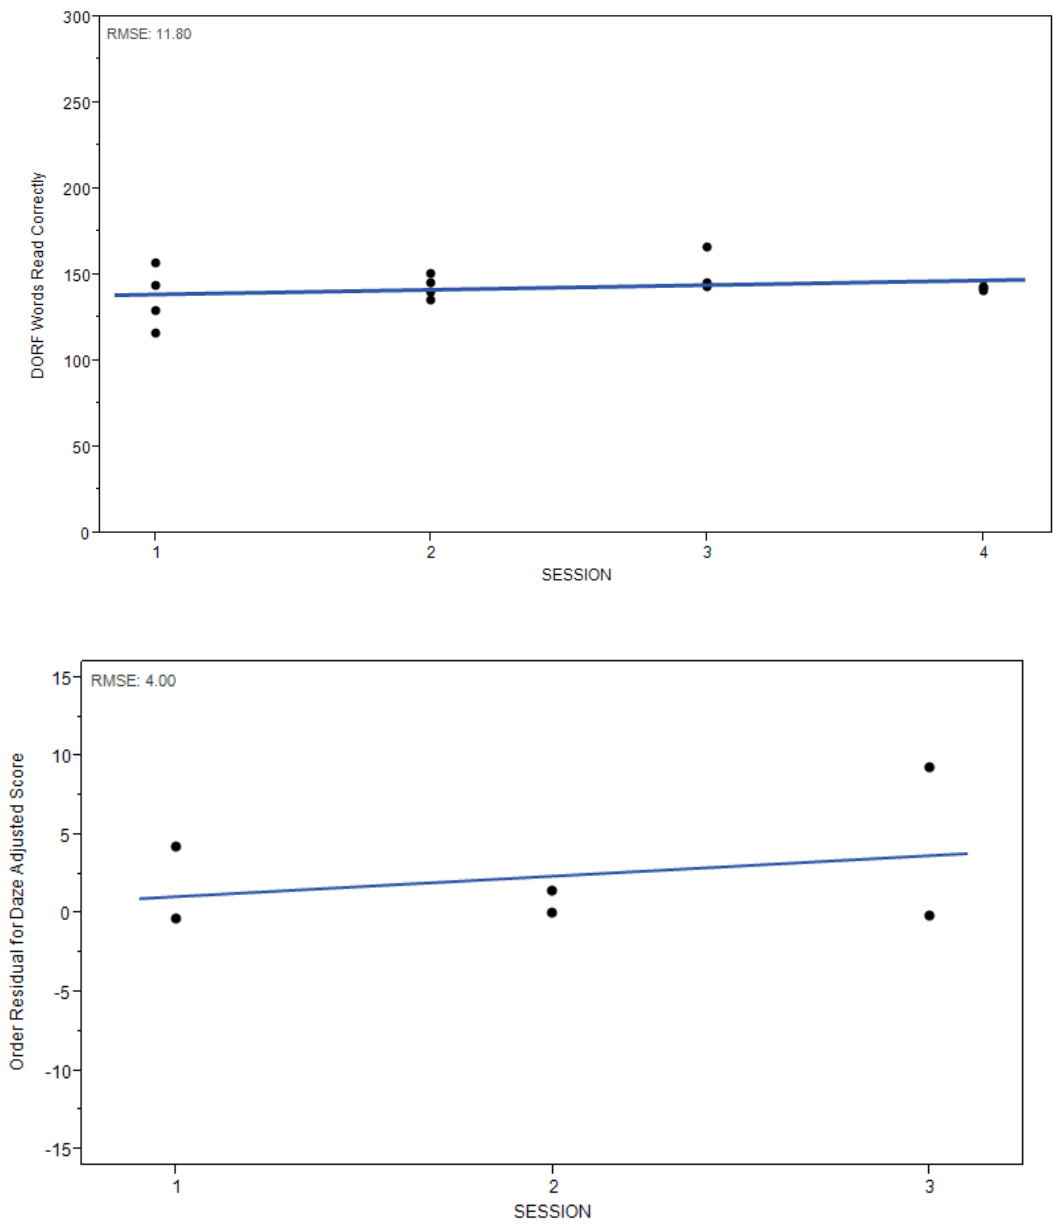 300
RMSE: 11.80
250
200
150
100
50
0
DORF Words Read Correctly
1 2 3 4
SESSION
15
RMSE: 4.00
10
5
0
-5
-10
-15
Order Residual for Daze Adjusted Score
1 2 3
SESSION